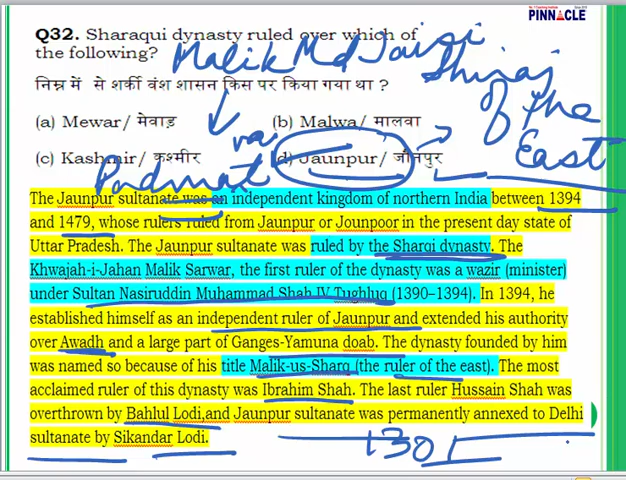 PINNACLE
Q32. Sharaqui dynasty ruled over which of
the following?
Malik Md Jaisi
Shiraj
of the
East
निम्न में से शर्की वंश शासन किस पर किया गया था ?
(a) Mewar/ मेवाड़ (b) Malwa/ मालवा
(c) Kashmir/ कश्मीर (d) Jaunpur/ जौनपुर
Padmavat
The Jaunpur sultanate was an independent kingdom of northern India between 1394
and 1479, whose rulers ruled from Jaunpur or Jounpoor in the present day state of
Uttar Pradesh. The Jaunpur sultanate was ruled by the Sharqi dynasty. The
Khwajah-i-Jahan Malik Sarwar, the first ruler of the dynasty was a wazir (minister)
under Sultan Nasiruddin Muhammad Shah IV Tughluq (1390–1394). In 1394, he
established himself as an independent ruler of Jaunpur and extended his authority
over Awadh and a large part of Ganges-Yamuna doab. The dynasty founded by him
was named so because of his title Malik-us-Sharq (the ruler of the east). The most
acclaimed ruler of this dynasty was Ibrahim Shah. The last ruler Hussain Shah was
overthrown by Bahlul Lodi,and Jaunpur sultanate was permanently annexed to Delhi
sultanate by Sikandar Lodi.
1301